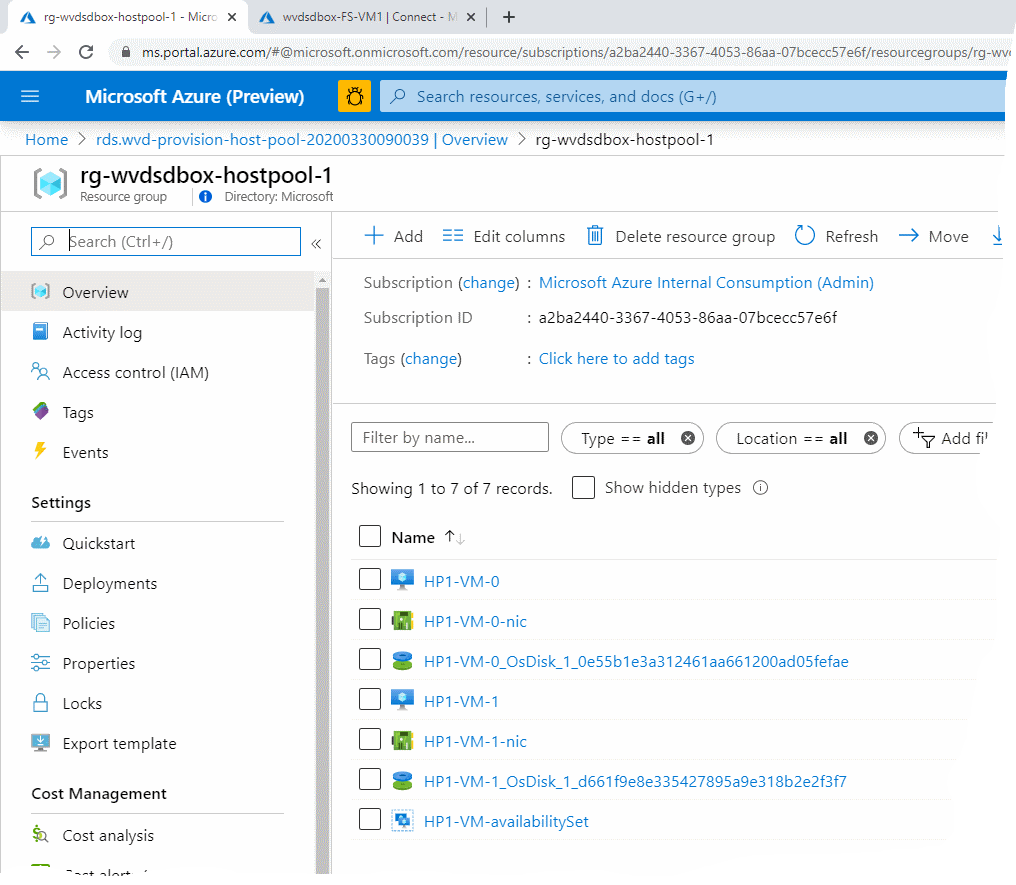 rg-wvdsdbox-hostpool-1 - Micro
wvdsdbox-FS-VM1 | Connect - M
ms.portal.azure.com/#@microsoft.onmicrosoft.com/resource/subscriptions/a2ba2440-3367-4053-86aa-07bcecc57e6f/resourcegroups/rg-wv
Microsoft Azure (Preview)
Search resources, services, and docs (G+/)
Home > rds.wvd-provision-host-pool-20200330090039 | Overview > rg-wvdsdbox-hostpool-1
rg-wvdsdbox-hostpool-1
Resource group
Directory: Microsoft
Search (Ctrl+/)
«
Overview
Activity log
Access control (IAM)
Tags
Events
Settings
Quickstart
Deployments
Policies
Properties
Locks
Export template
Cost Management
Cost analysis
Add
Edit columns
Delete resource group
Refresh
Move
Subscription (change) : Microsoft Azure Internal Consumption (Admin)
Subscription ID : a2ba2440-3367-4053-86aa-07bcecc57e6f
Tags (change) : Click here to add tags
Filter by name...
Type == all
Location == all
Add
Showing 1 to 7 of 7 records.
Show hidden types
Name ↑↓
HP1-VM-0
HP1-VM-0-nic
HP1-VM-0_OsDisk_1_0e55b1e3a312461aa661200ad05fefae
HP1-VM-1
HP1-VM-1-nic
HP1-VM-1_OsDisk_1_d661f9e8e335427895a9e318b2e2f3f7
HP1-VM-availabilitySet